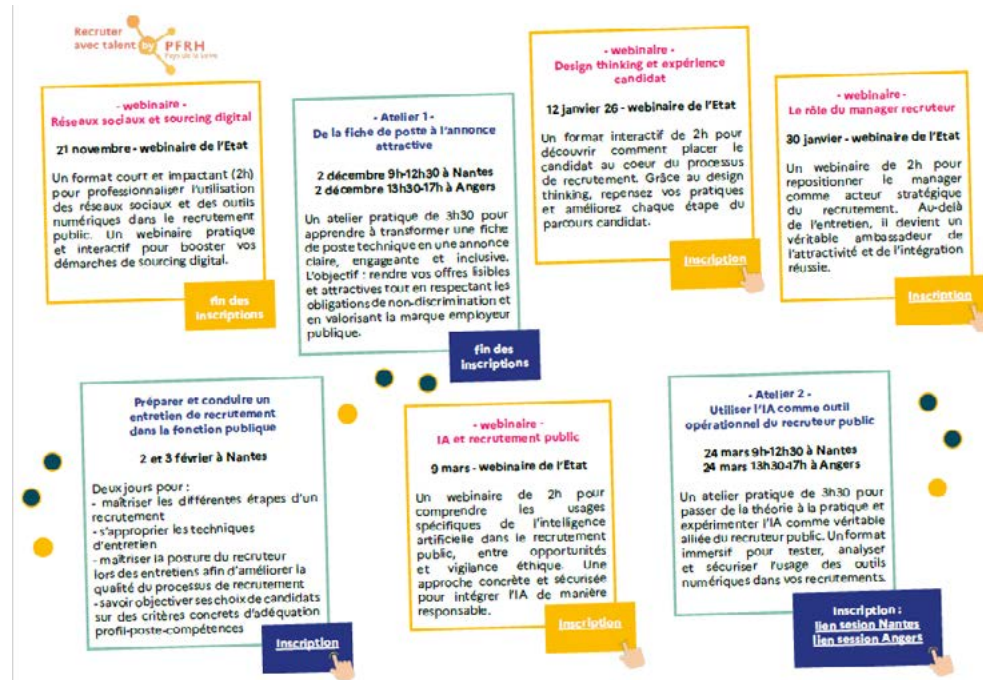 Recruter
avec talent by PFRH
Pays de la Loire
- webinaire -
Réseaux sociaux et sourcing digital
21 novembre - webinaire de l'Etat
Un format court et impactant (2h)
pour professionnaliser l'utilisation
des réseaux sociaux et des outils
numériques dans le recrutement
public. Un webinaire pratique
et interactif pour booster vos
démarches de sourcing digital.
fin des
inscriptions
- Atelier 1 -
De la fiche de poste à l'annonce
attractive
2 décembre 9h-12h30 à Nantes
2 décembre 13h30-17h à Angers
Un atelier pratique de 3h30 pour
apprendre à transformer une fiche
de poste technique en une annonce
claire, engageante et inclusive.
L'objectif : rendre vos offres lisibles
et attractives tout en respectant les
obligations de non-discrimination et
en valorisant la marque employeur
publique.
fin des
inscriptions
- webinaire -
Design thinking et expérience
candidat
12 janvier 26 - webinaire de l'Etat
Un format interactif de 2h pour
découvrir comment placer le
candidat au coeur du processus
de recrutement. Grâce au design
thinking, repensez vos pratiques
et améliorez chaque étape du
parcours candidat.
Inscription
- webinaire -
Le rôle du manager recruteur
30 janvier - webinaire de l'Etat
Un webinaire de 2h pour
repositionner le manager
comme acteur stratégique
du recrutement. Au-delà
de l'entretien, il devient un
véritable ambassadeur de
l'attractivité et de l'intégration
réussie.
Inscription
Préparer et conduire un
entretien de recrutement
dans la fonction publique
2 et 3 février à Nantes
Deux jours pour :
- maîtriser les différentes étapes d'un
recrutement
- s'approprier les techniques
d'entretien
- maîtriser la posture du recruteur
lors des entretiens afin d'améliorer la
qualité du processus de recrutement
- savoir objectiver ses choix de candidats
sur des critères concrets d'adéquation
profil-poste-compétences
Inscription
- webinaire -
IA et recrutement public
9 mars - webinaire de l'Etat
Un webinaire de 2h pour
comprendre les usages
spécifiques de l'intelligence
artificielle dans le recrutement
public, entre opportunités
et vigilance éthique. Une
approche concrète et sécurisée
pour intégrer l'IA de manière
responsable.
Inscription
- Atelier 2 -
Utiliser l'IA comme outil
opérationnel du recruteur public
24 mars 9h-12h30 à Nantes
24 mars 13h30-17h à Angers
Un atelier pratique de 3h30 pour
passer de la théorie à la pratique et
expérimenter l'IA comme véritable
alliée du recruteur public. Un format
immersif pour tester, analyser
et sécuriser l'usage des outils
numériques dans vos recrutements.
Inscription :
lien sesion Nantes
lien session Angers